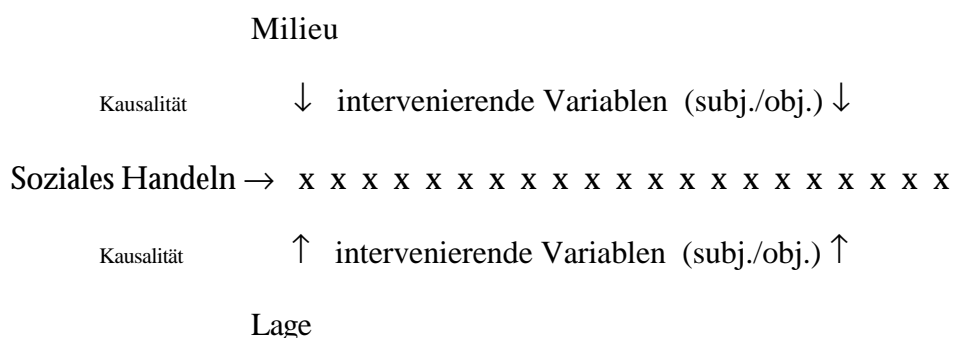 Milieu
Kausalität ↓ intervenierende Variablen (subj./obj.) ↓
Soziales Handeln → x x x x x x x x x x x x x x x x x x x x x
Kausalität ↑ intervenierende Variablen (subj./obj.) ↑
Lage